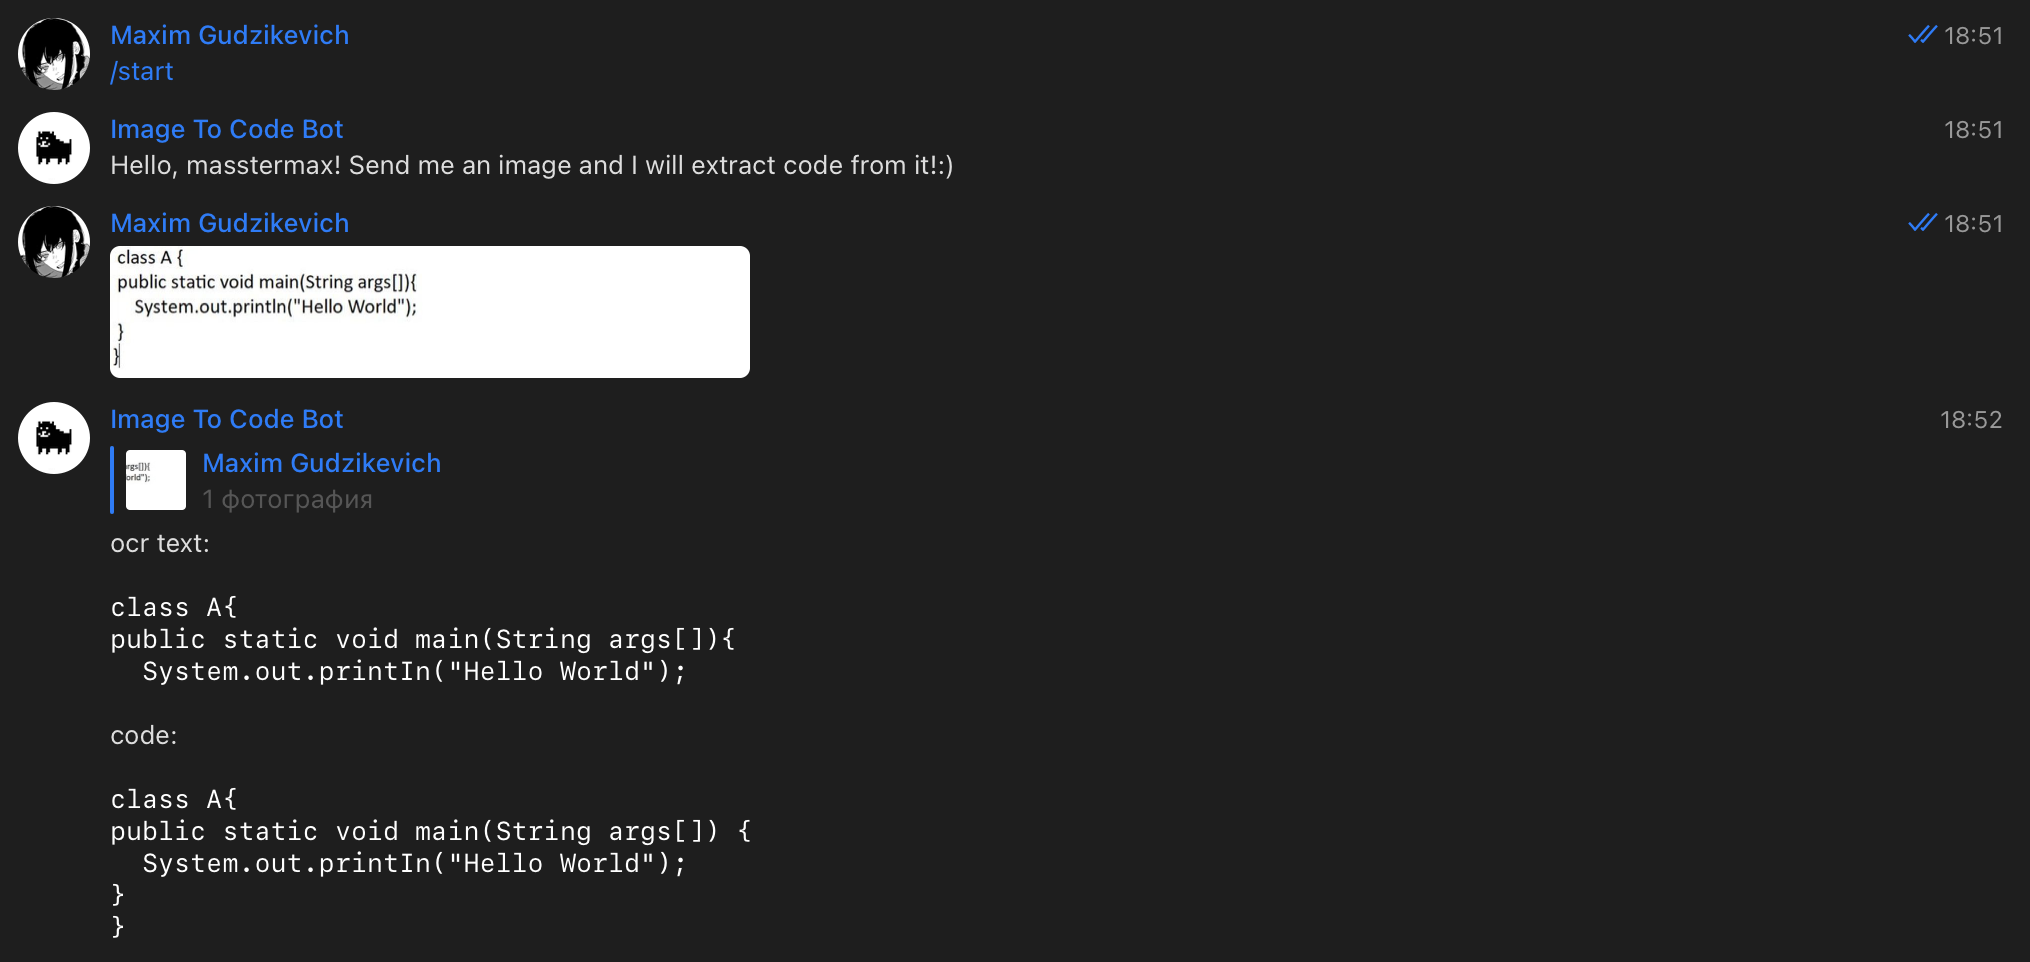 Maxim Gudzikevich 18:51
/start
Image To Code Bot 18:51
Hello, masstermax! Send me an image and I will extract code from it!:)
Maxim Gudzikevich 18:51
class A {
public static void main(String args[]){
System.out.println("Hello World");
}
}
Image To Code Bot 18:52
Maxim Gudzikevich
rgs[]){
orld");
1 фотография
ocr text:
class A{
public static void main(String args[]){
  System.out.printIn("Hello World");
code:
class A{
public static void main(String args[]) {
  System.out.printIn("Hello World");
}
}